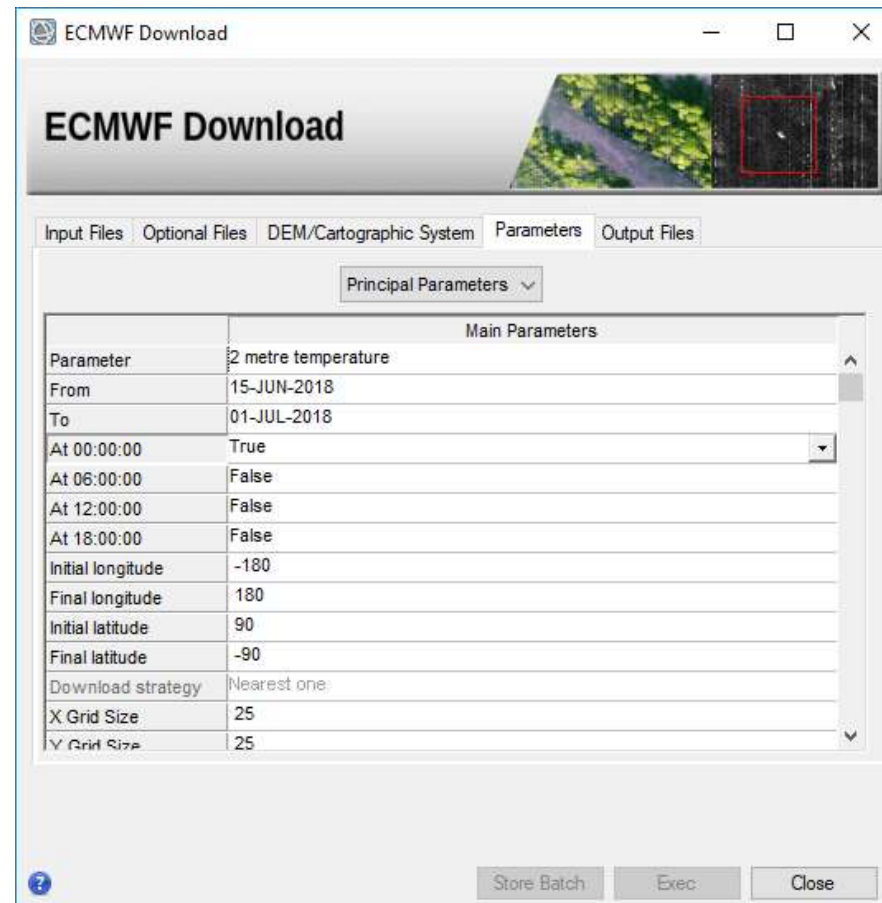 ECMWF Download
ECMWF Download
Input Files Optional Files DEM/Cartographic System Parameters Output Files
Principal Parameters
Main Parameters
Parameter 2 metre temperature
From 15-JUN-2018
To 01-JUL-2018
At 00:00:00 True
At 06:00:00 False
At 12:00:00 False
At 18:00:00 False
Initial longitude -180
Final longitude 180
Initial latitude 90
Final latitude -90
Download strategy Nearest one
X Grid Size 25
Y Grid Size 25
Store Batch Exec Close